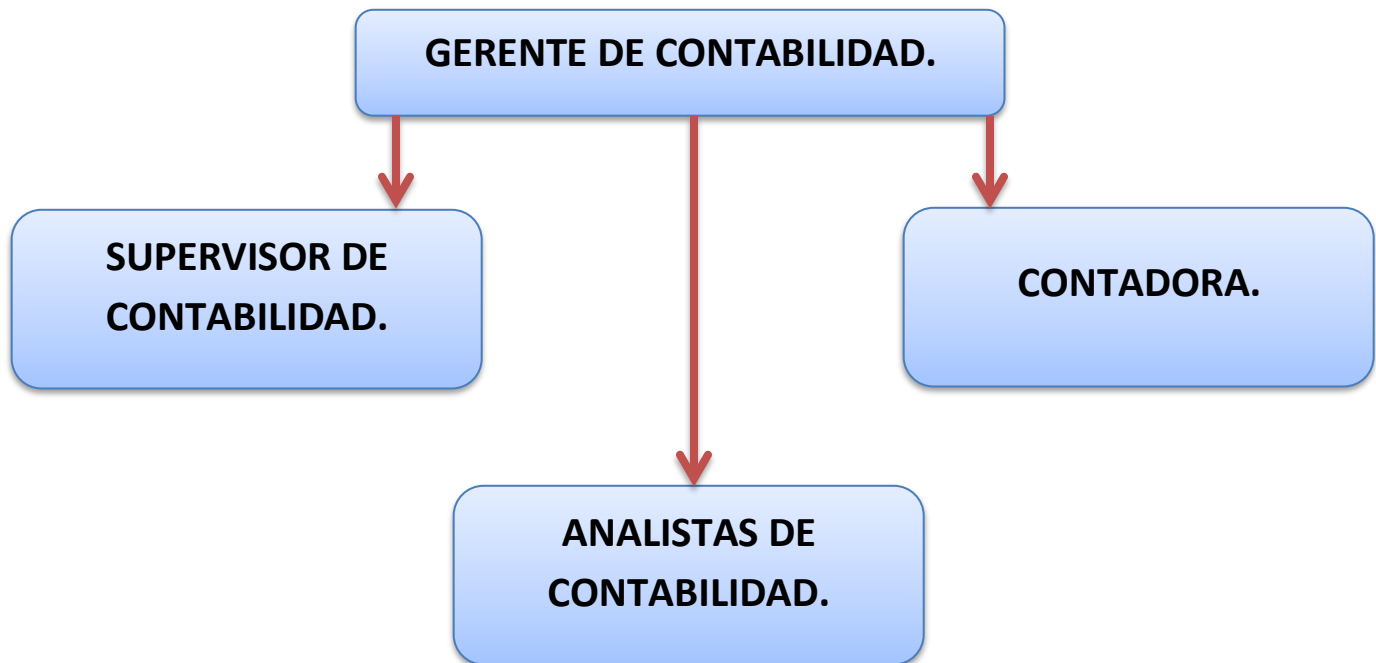 GERENTE DE CONTABILIDAD.
SUPERVISOR DE
CONTABILIDAD.
CONTADORA.
ANALISTAS DE
CONTABILIDAD.